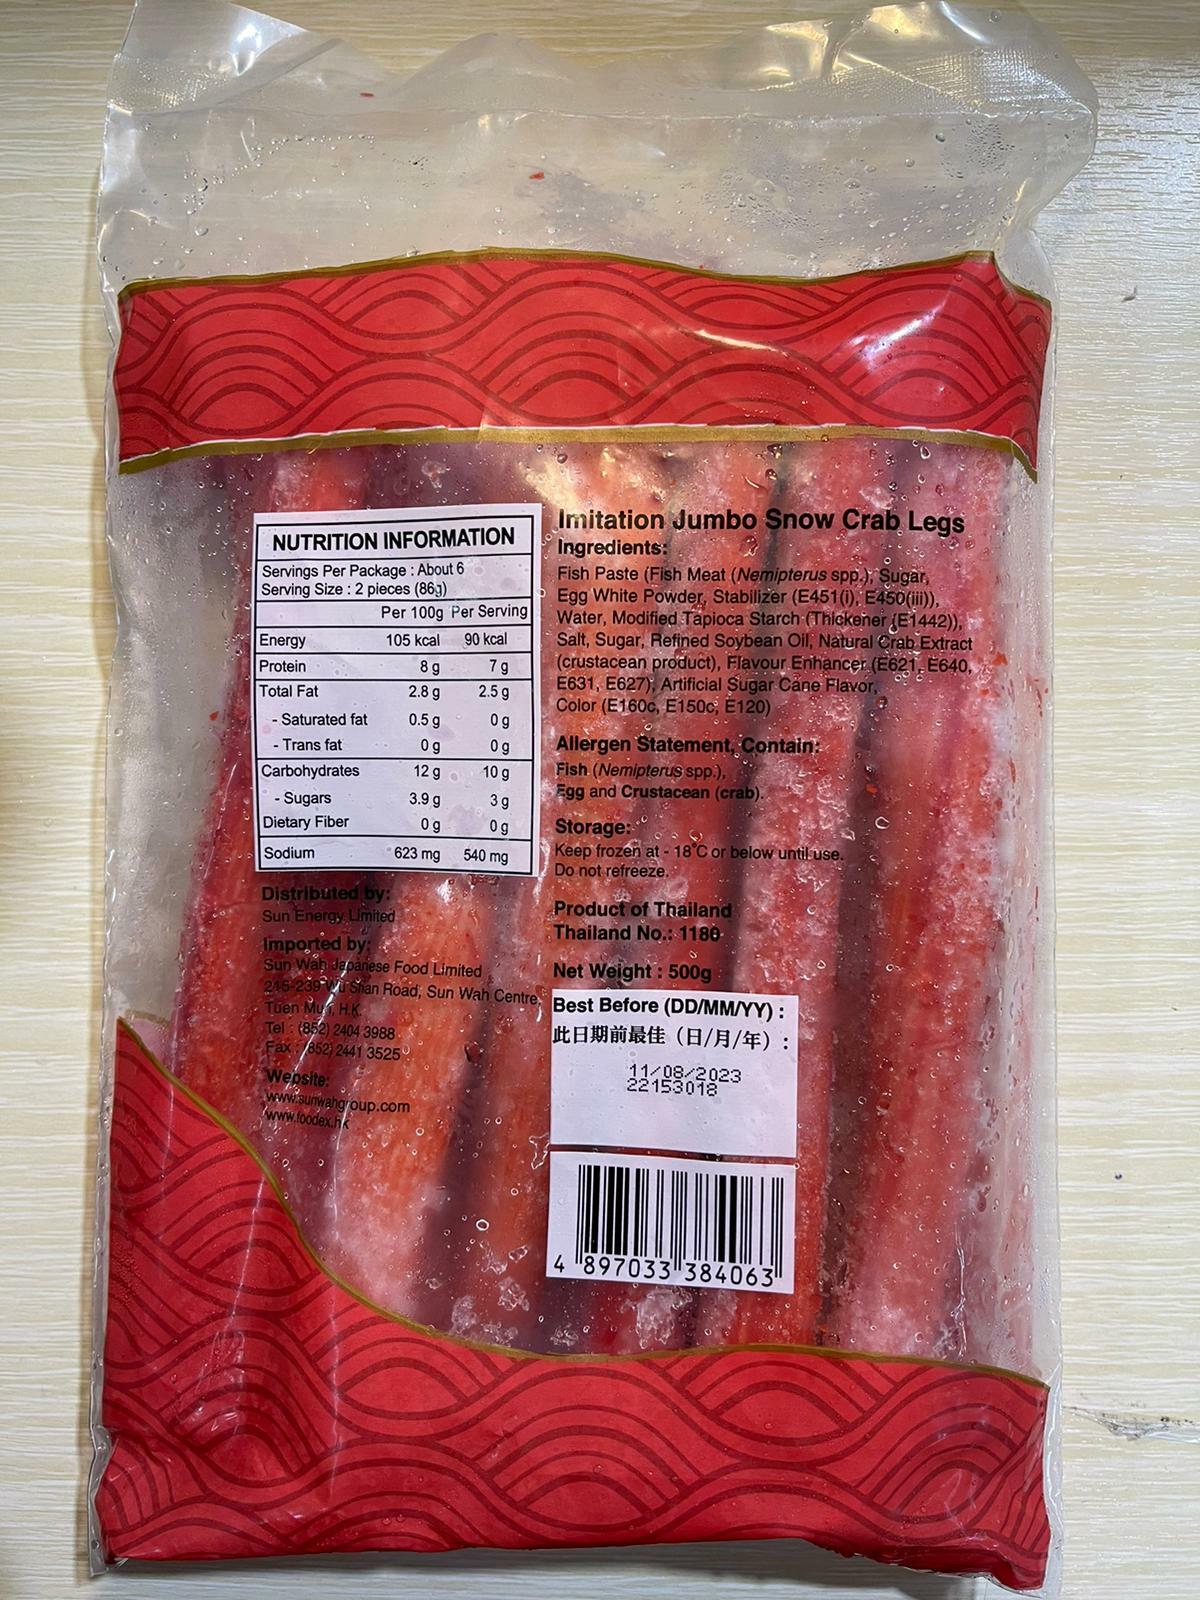 NUTRITION INFORMATION
Servings Per Package : About 6
Serving Size : 2 pieces (86g)
Per 100g Per Serving
Energy 105 kcal 90 kcal
Protein 8 g 7 g
Total Fat 2.8 g 2.5 g
- Saturated fat 0.5 g 0 g
- Trans fat 0 g 0 g
Carbohydrates 12 g 10 g
- Sugars 3.9 g 3 g
Dietary Fiber 0 g 0 g
Sodium 623 mg 540 mg
Distributed by:
Sun Energy Limited
Imported by:
Sun Wah Japanese Food Limited
215-239 Wu Shan Road, Sun Wah Centre,
Tuen Mun, H.K.
Tel : (852) 2404 3988
Fax : (852) 2441 3525
Website:
www.sunwahgroup.com
www.foodex.hk
Imitation Jumbo Snow Crab Legs
Ingredients:
Fish Paste (Fish Meat (Nemipterus spp.), Sugar,
Egg White Powder, Stabilizer (E451(i), E450(iii)),
Water, Modified Tapioca Starch (Thickener (E1442)),
Salt, Sugar, Refined Soybean Oil, Natural Crab Extract
(crustacean product), Flavour Enhancer (E621, E640,
E631, E627), Artificial Sugar Cane Flavor,
Color (E160c, E150c, E120)
Allergen Statement, Contain:
Fish (Nemipterus spp.),
Egg and Crustacean (crab).
Storage:
Keep frozen at - 18°C or below until use.
Do not refreeze.
Product of Thailand
Thailand No.: 1180
Net Weight : 500g
Best Before (DD/MM/YY) :
此日期前最佳（日/月/年）:
11/08/2023
22153018
4 897033 384063